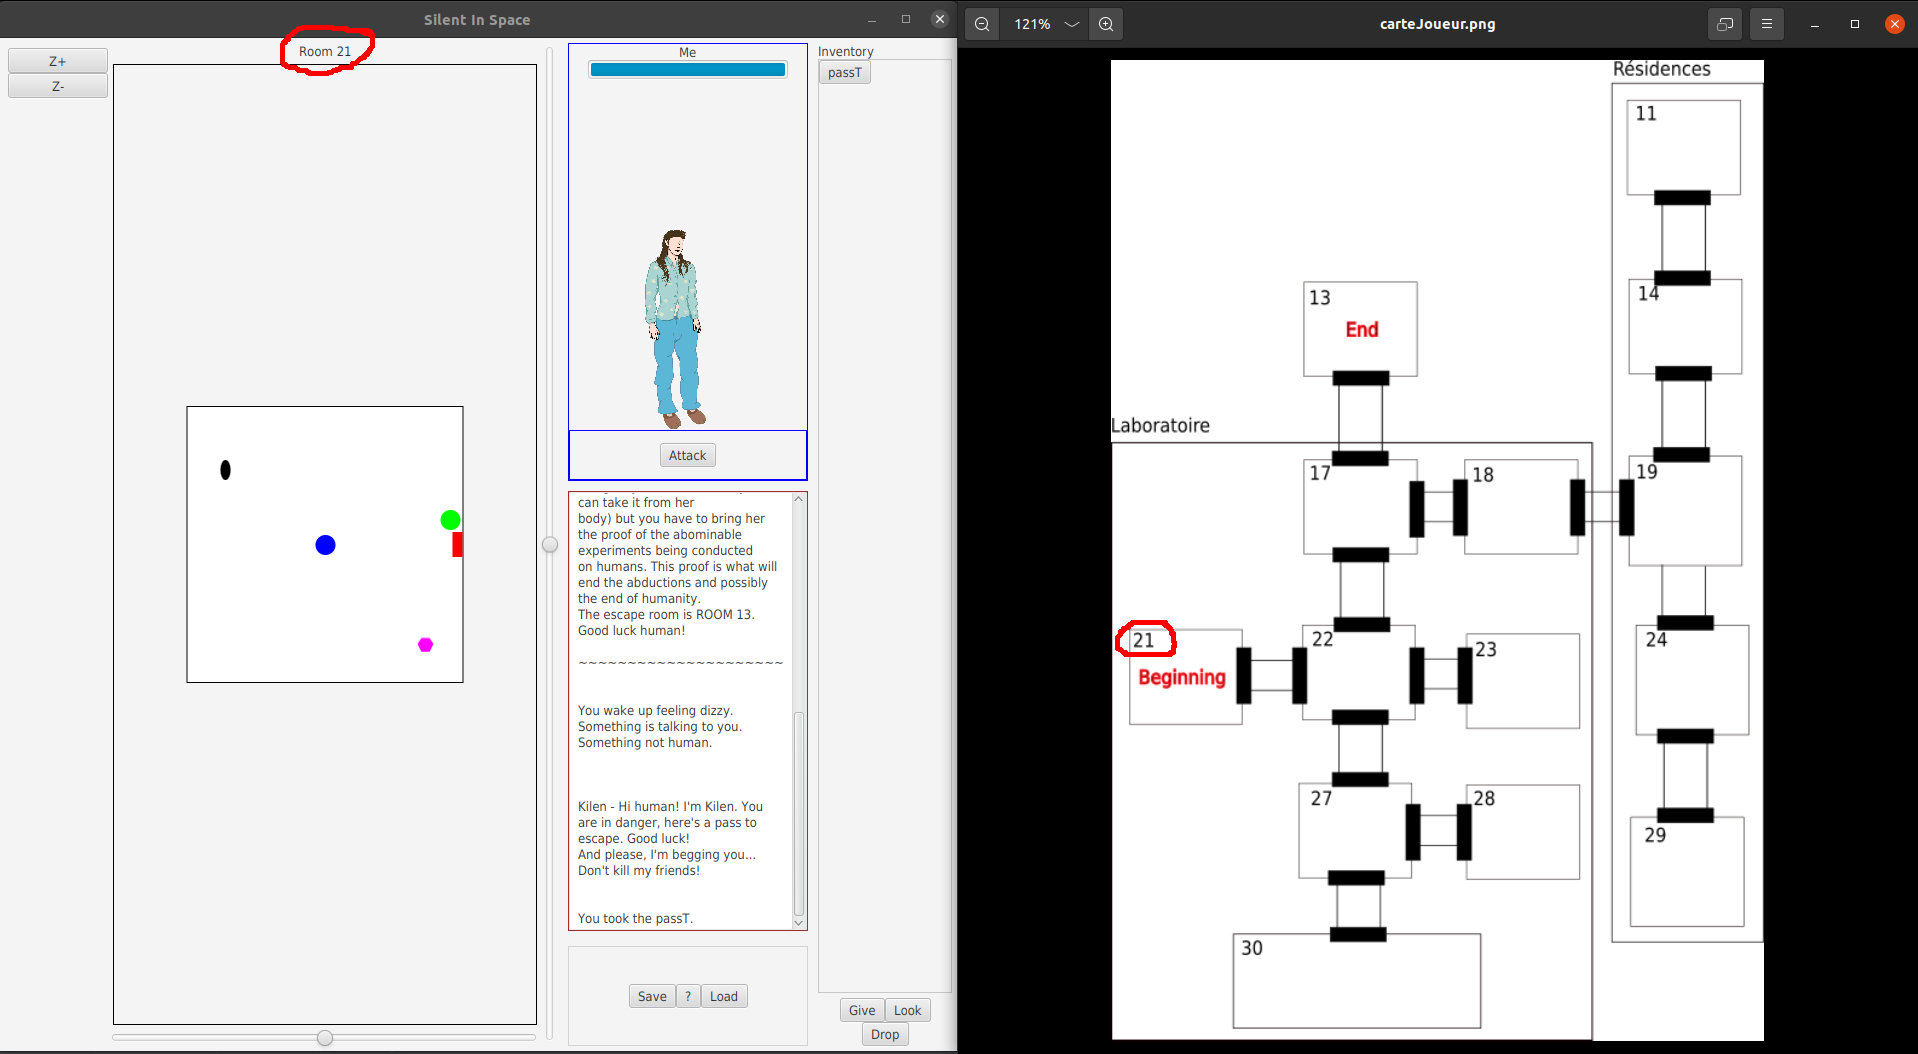 Silent In Space
Z+
Z-
Room 21
Me
Attack
can take it from her
body) but you have to bring her
the proof of the abominable
experiments being conducted
on humans. This proof is what will
end the abductions and possibly
the end of humanity.
The escape room is ROOM 13.
Good luck human!
~~~~~~~~~~~~~~~~~~~~~~
You wake up feeling dizzy.
Something is talking to you.
Something not human.
Kilen - Hi human! I'm Kilen. You
are in danger, here's a pass to
escape. Good luck!
And please, I'm begging you...
Don't kill my friends!
You took the passT.
Save
?
Load
Inventory
passT
Give
Look
Drop
121%
carteJoueur.png
Résidences
11
14
13
End
Laboratoire
17
18
19
21
Beginning
22
23
24
27
28
29
30